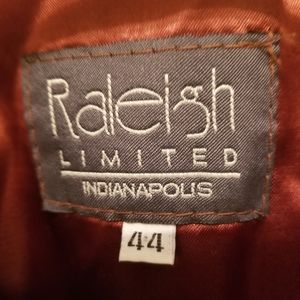 Raleigh
LIMITED
INDIANAPOLIS
44